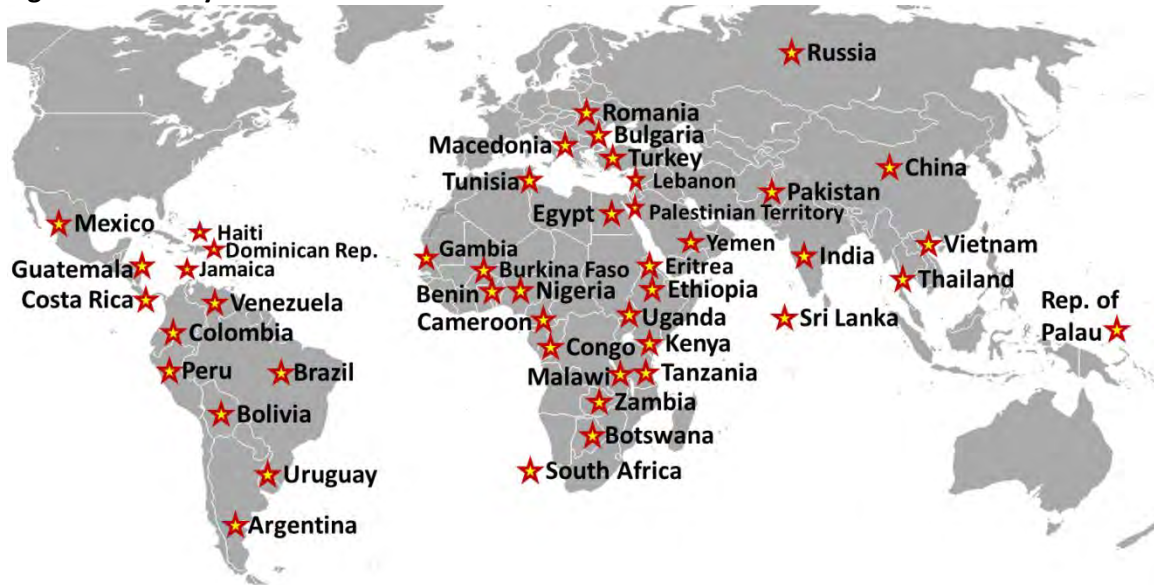 Russia
Romania
Bulgaria
Macedonia
Turkey
China
Tunisia
Lebanon
Pakistan
Mexico
Haiti
Egypt
Palestinian Territory
Dominican Rep.
Gambia
Yemen
India
Vietnam
Guatemala
Jamaica
Burkina Faso
Eritrea
Thailand
Costa Rica
Venezuela
Benin
Nigeria
Ethiopia
Rep. of
Palau
Colombia
Cameroon
Uganda
Sri Lanka
Congo
Kenya
Peru
Brazil
Malawi
Tanzania
Bolivia
Zambia
Botswana
Uruguay
South Africa
Argentina